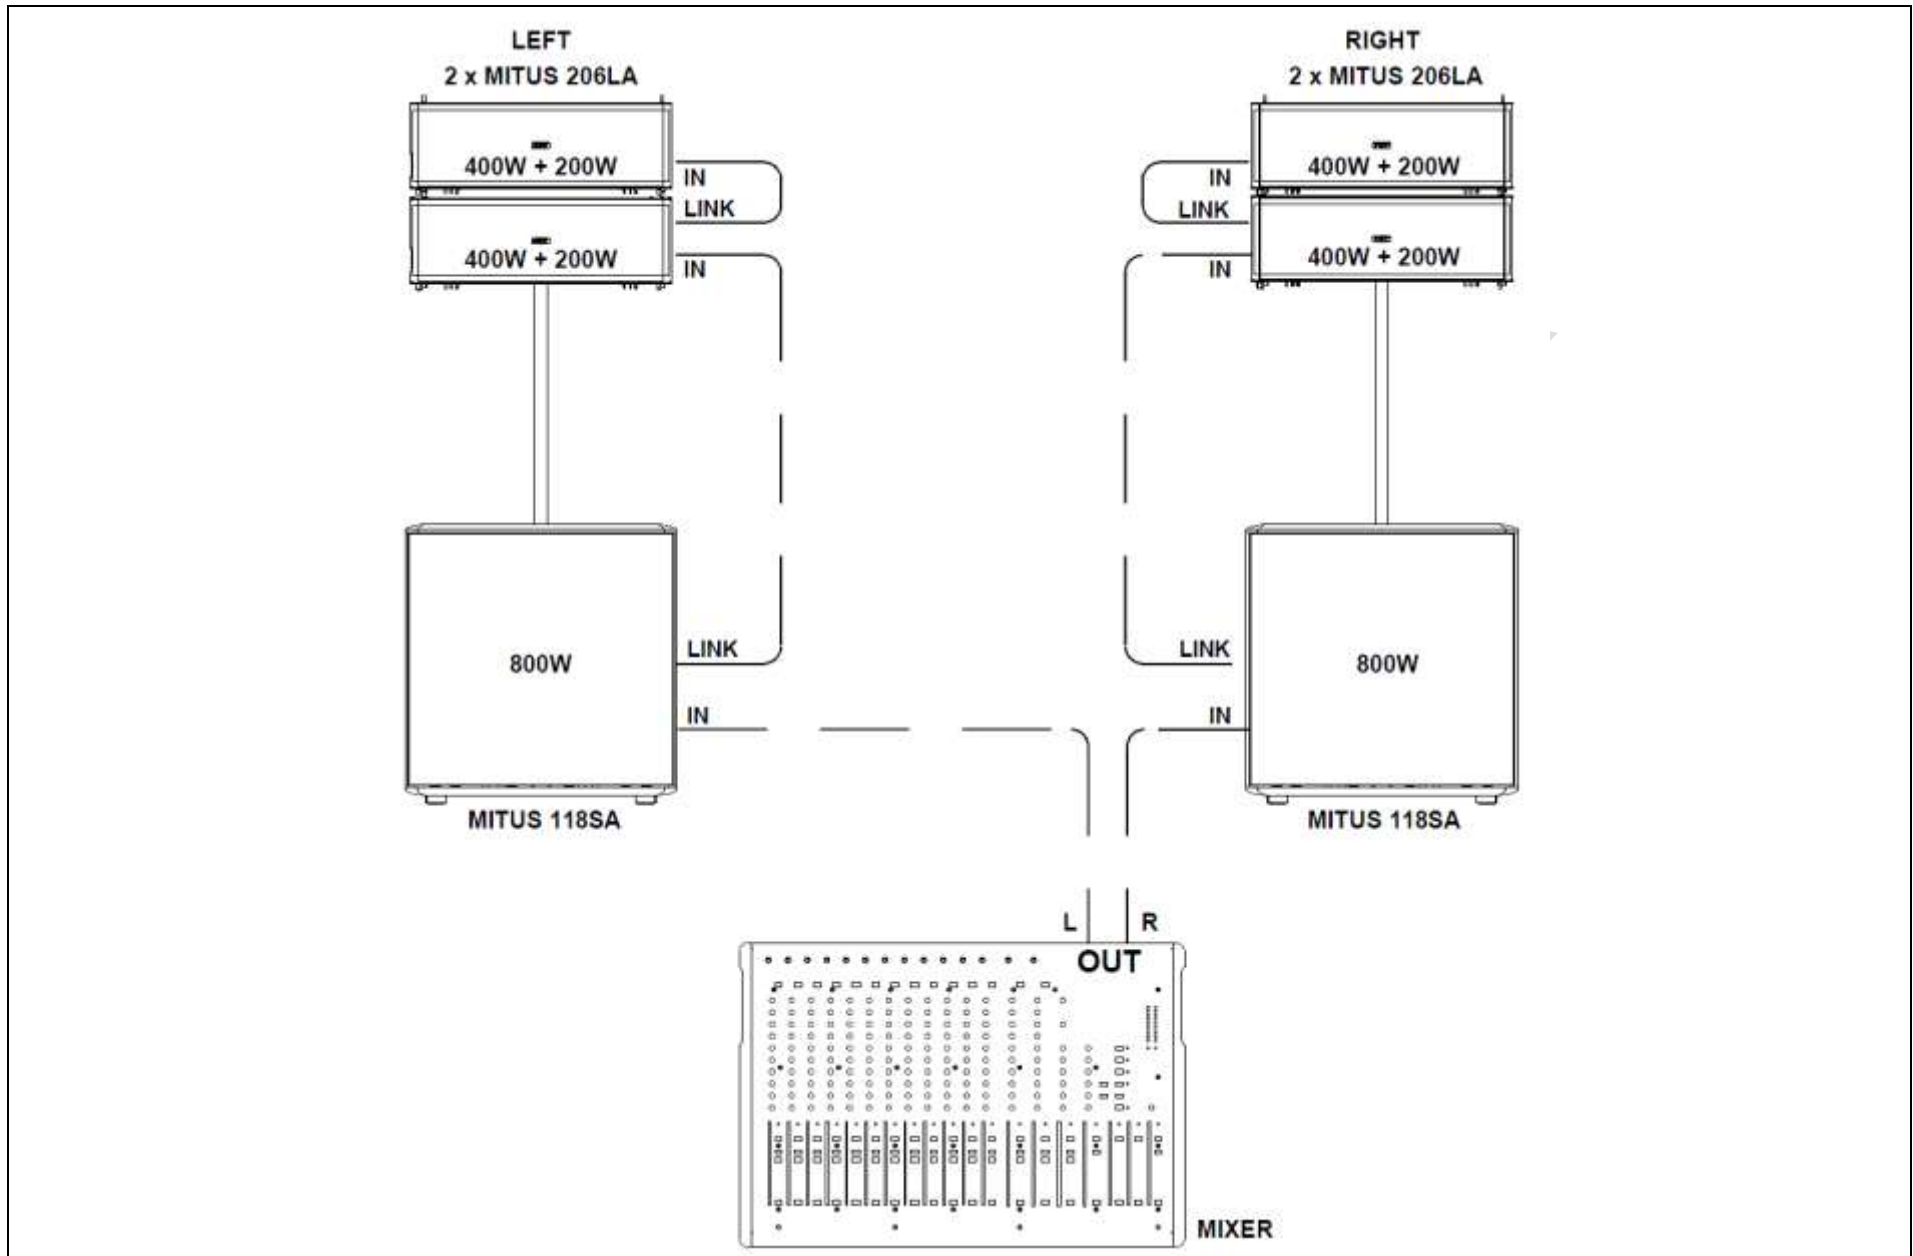 LEFT
2 x MITUS 206LA
400W + 200W
IN
LINK
400W + 200W
IN
800W
LINK
IN
MITUS 118SA
RIGHT
2 x MITUS 206LA
IN
400W + 200W
LINK
400W + 200W
IN
LINK
800W
IN
MITUS 118SA
L R
OUT
MIXER